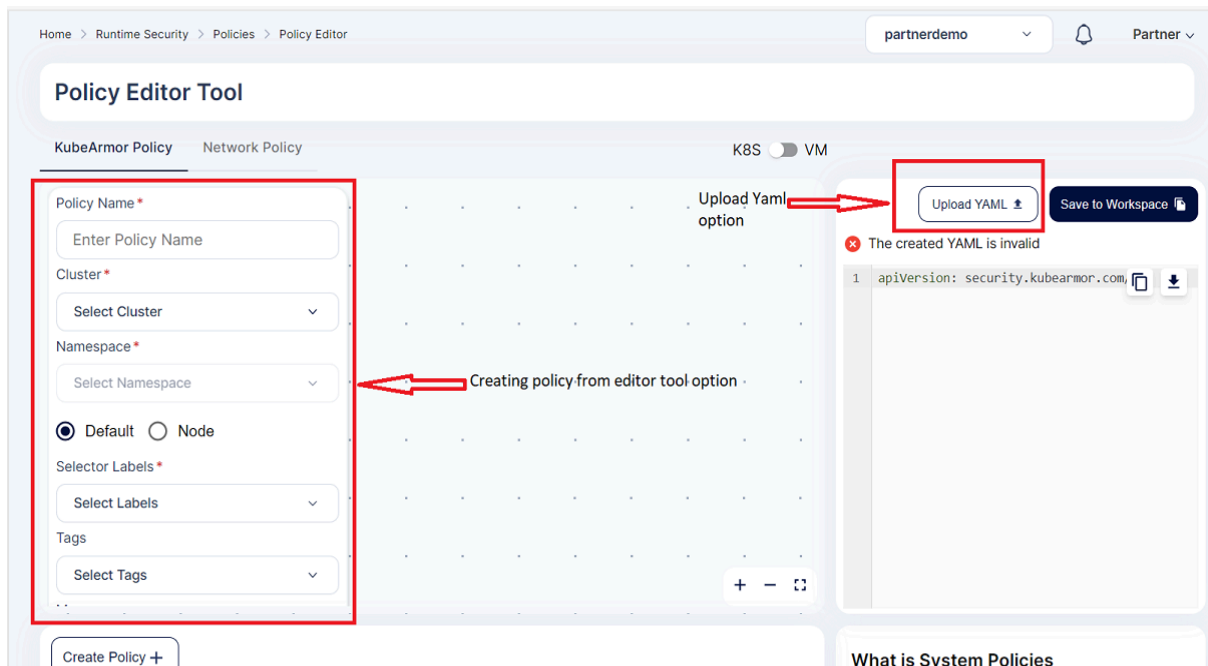 Home > Runtime Security > Policies > Policy Editor
partnerdemo
Partner
Policy Editor Tool
KubeArmor Policy
Network Policy
K8S
VM
Policy Name *
Enter Policy Name
Cluster *
Select Cluster
Namespace *
Select Namespace
Default
Node
Selector Labels *
Select Labels
Tags
Select Tags
Creating policy from editor tool option
Upload Yaml
option
Upload YAML
Save to Workspace
The created YAML is invalid
1 apiVersion: security.kubearmor.com/
+ −
Create Policy +
What is System Policies